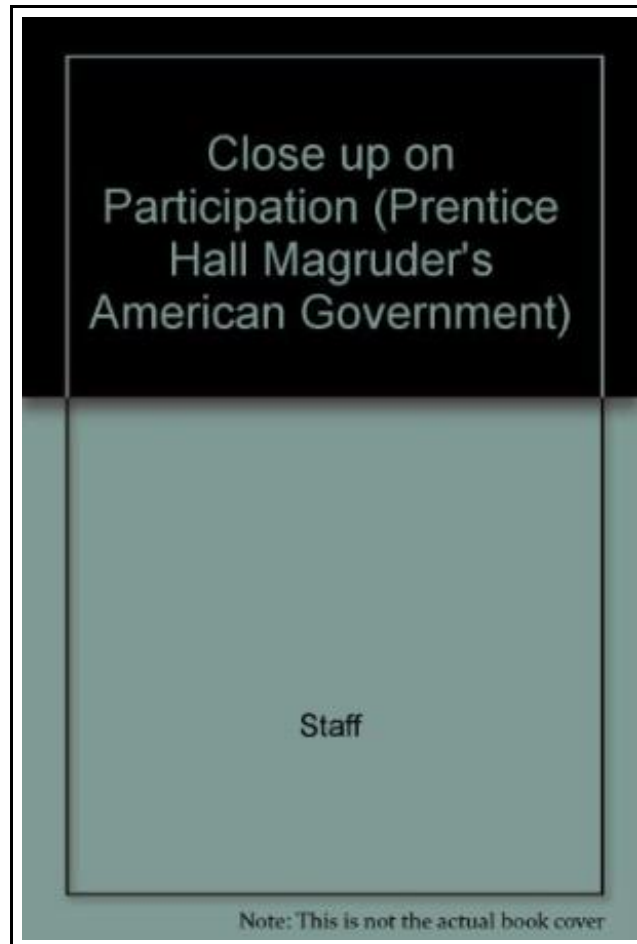 Close up on
Participation (Prentice
Hall Magruder's
American Government)
Staff
Note: This is not the actual book cover